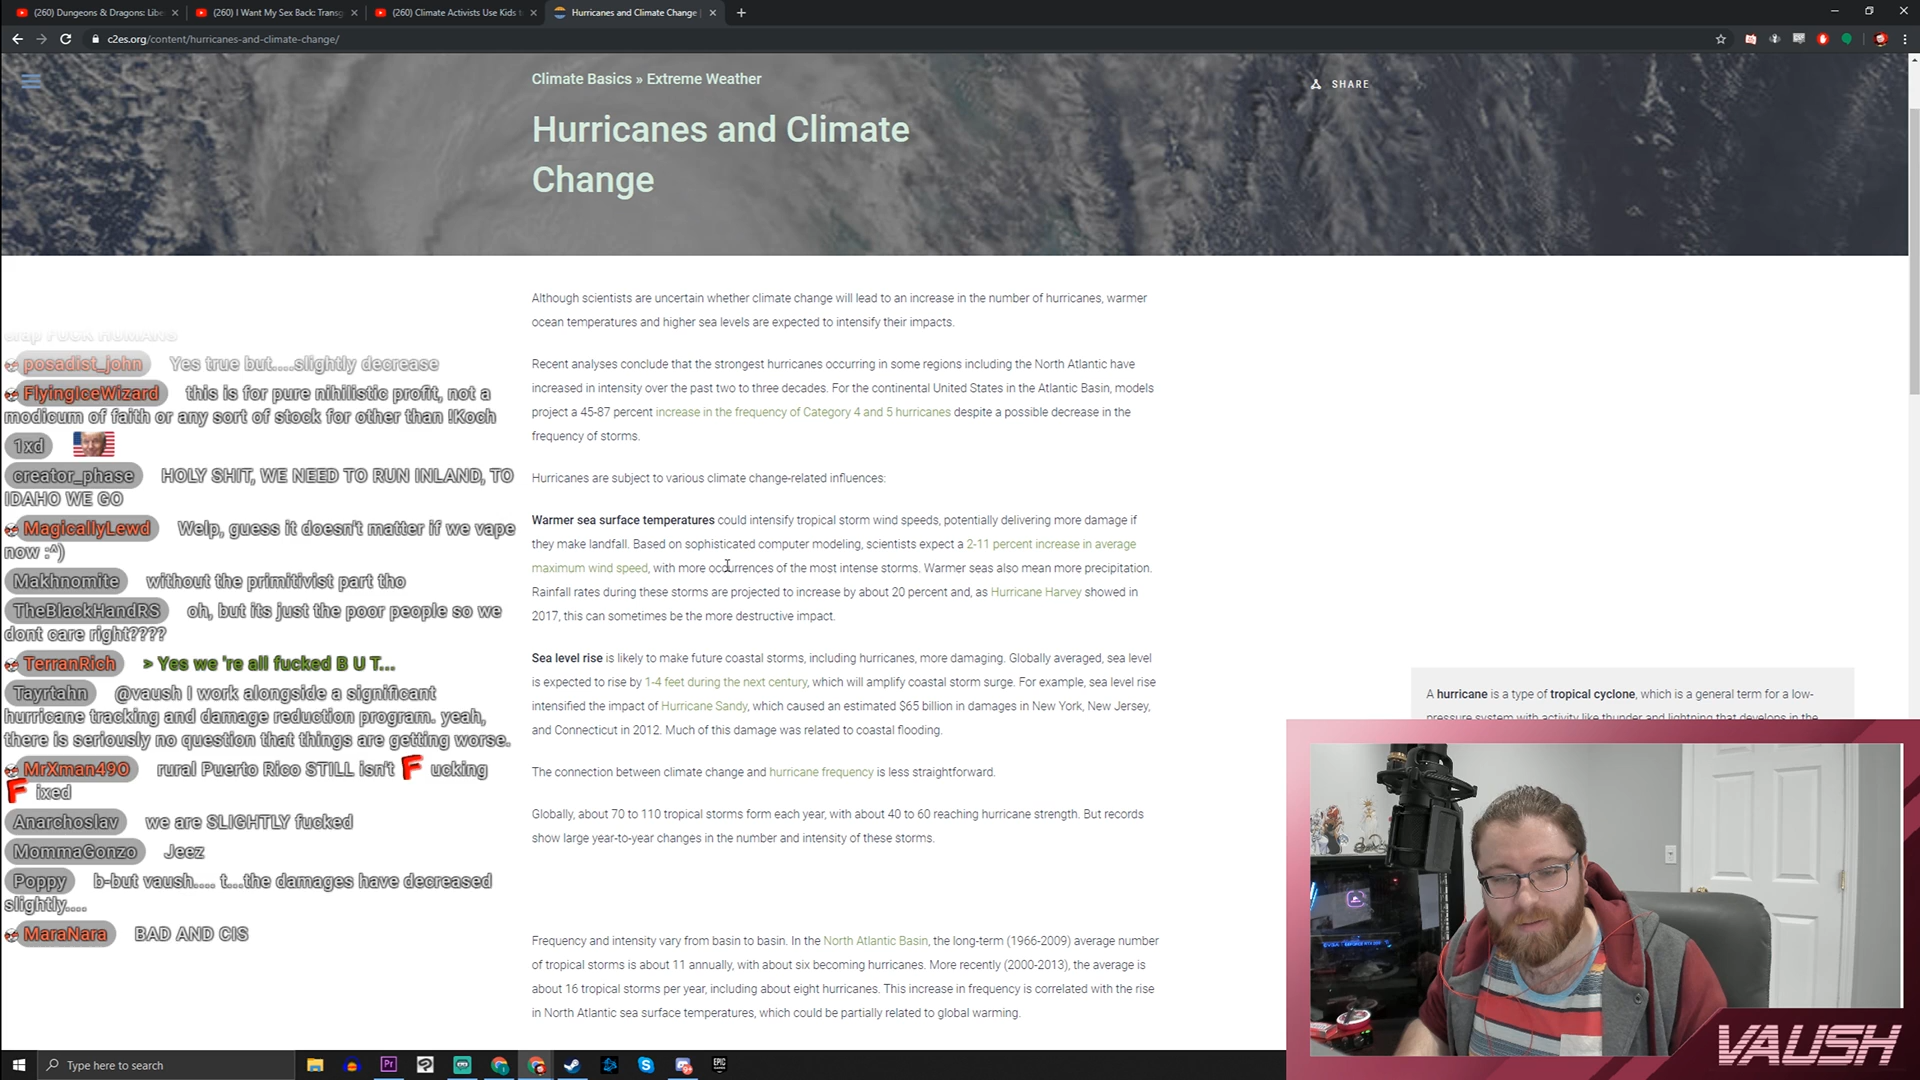 (260) Dungeons & Dragons: Libe
(260) I Want My Sex Back: Transg
(260) Climate Activists Use Kids t
Hurricanes and Climate Change |
c2es.org/content/hurricanes-and-climate-change/
Climate Basics » Extreme Weather
SHARE
Hurricanes and Climate
Change
Although scientists are uncertain whether climate change will lead to an increase in the number of hurricanes, warmer
ocean temperatures and higher sea levels are expected to intensify their impacts.
Recent analyses conclude that the strongest hurricanes occurring in some regions including the North Atlantic have
increased in intensity over the past two to three decades. For the continental United States in the Atlantic Basin, models
project a 45-87 percent increase in the frequency of Category 4 and 5 hurricanes despite a possible decrease in the
frequency of storms.
Hurricanes are subject to various climate change-related influences:
Warmer sea surface temperatures could intensify tropical storm wind speeds, potentially delivering more damage if
they make landfall. Based on sophisticated computer modeling, scientists expect a 2-11 percent increase in average
maximum wind speed, with more occurrences of the most intense storms. Warmer seas also mean more precipitation.
Rainfall rates during these storms are projected to increase by about 20 percent and, as Hurricane Harvey showed in
2017, this can sometimes be the more destructive impact.
Sea level rise is likely to make future coastal storms, including hurricanes, more damaging. Globally averaged, sea level
is expected to rise by 1-4 feet during the next century, which will amplify coastal storm surge. For example, sea level rise
intensified the impact of Hurricane Sandy, which caused an estimated $65 billion in damages in New York, New Jersey,
and Connecticut in 2012. Much of this damage was related to coastal flooding.
The connection between climate change and hurricane frequency is less straightforward.
Globally, about 70 to 110 tropical storms form each year, with about 40 to 60 reaching hurricane strength. But records
show large year-to-year changes in the number and intensity of these storms.
Frequency and intensity vary from basin to basin. In the North Atlantic Basin, the long-term (1966-2009) average number
of tropical storms is about 11 annually, with about six becoming hurricanes. More recently (2000-2013), the average is
about 16 tropical storms per year, including about eight hurricanes. This increase in frequency is correlated with the rise
in North Atlantic sea surface temperatures, which could be partially related to global warming.
A hurricane is a type of tropical cyclone, which is a general term for a low-
pressure system with activity like thunder and lightning that develops in the
crap FUCK HUMANS
posadist_john Yes true but....slightly decrease
FlyingIceWizard this is for pure nihilistic profit, not a
modicum of faith or any sort of stock for other than !Koch
1xd
creator_phase HOLY SHIT, WE NEED TO RUN INLAND, TO
IDAHO WE GO
MagicallyLewd Welp, guess it doesn't matter if we vape
now :^)
Makhnomite without the primitivist part tho
TheBlackHandRS oh, but its just the poor people so we
dont care right????
TerranRich > Yes we 're all fucked B U T...
Tayrtahn @vaush I work alongside a significant
hurricane tracking and damage reduction program. yeah,
there is seriously no question that things are getting worse.
MrXman490 rural Puerto Rico STILL isn't F ucking
F ixed
Anarchoslav we are SLIGHTLY fucked
MommaGonzo Jeez
Poppy b-but vaush.... t...the damages have decreased
slightly....
MaraNara BAD AND CIS
VAUSH
Type here to search
Pr
EPIC